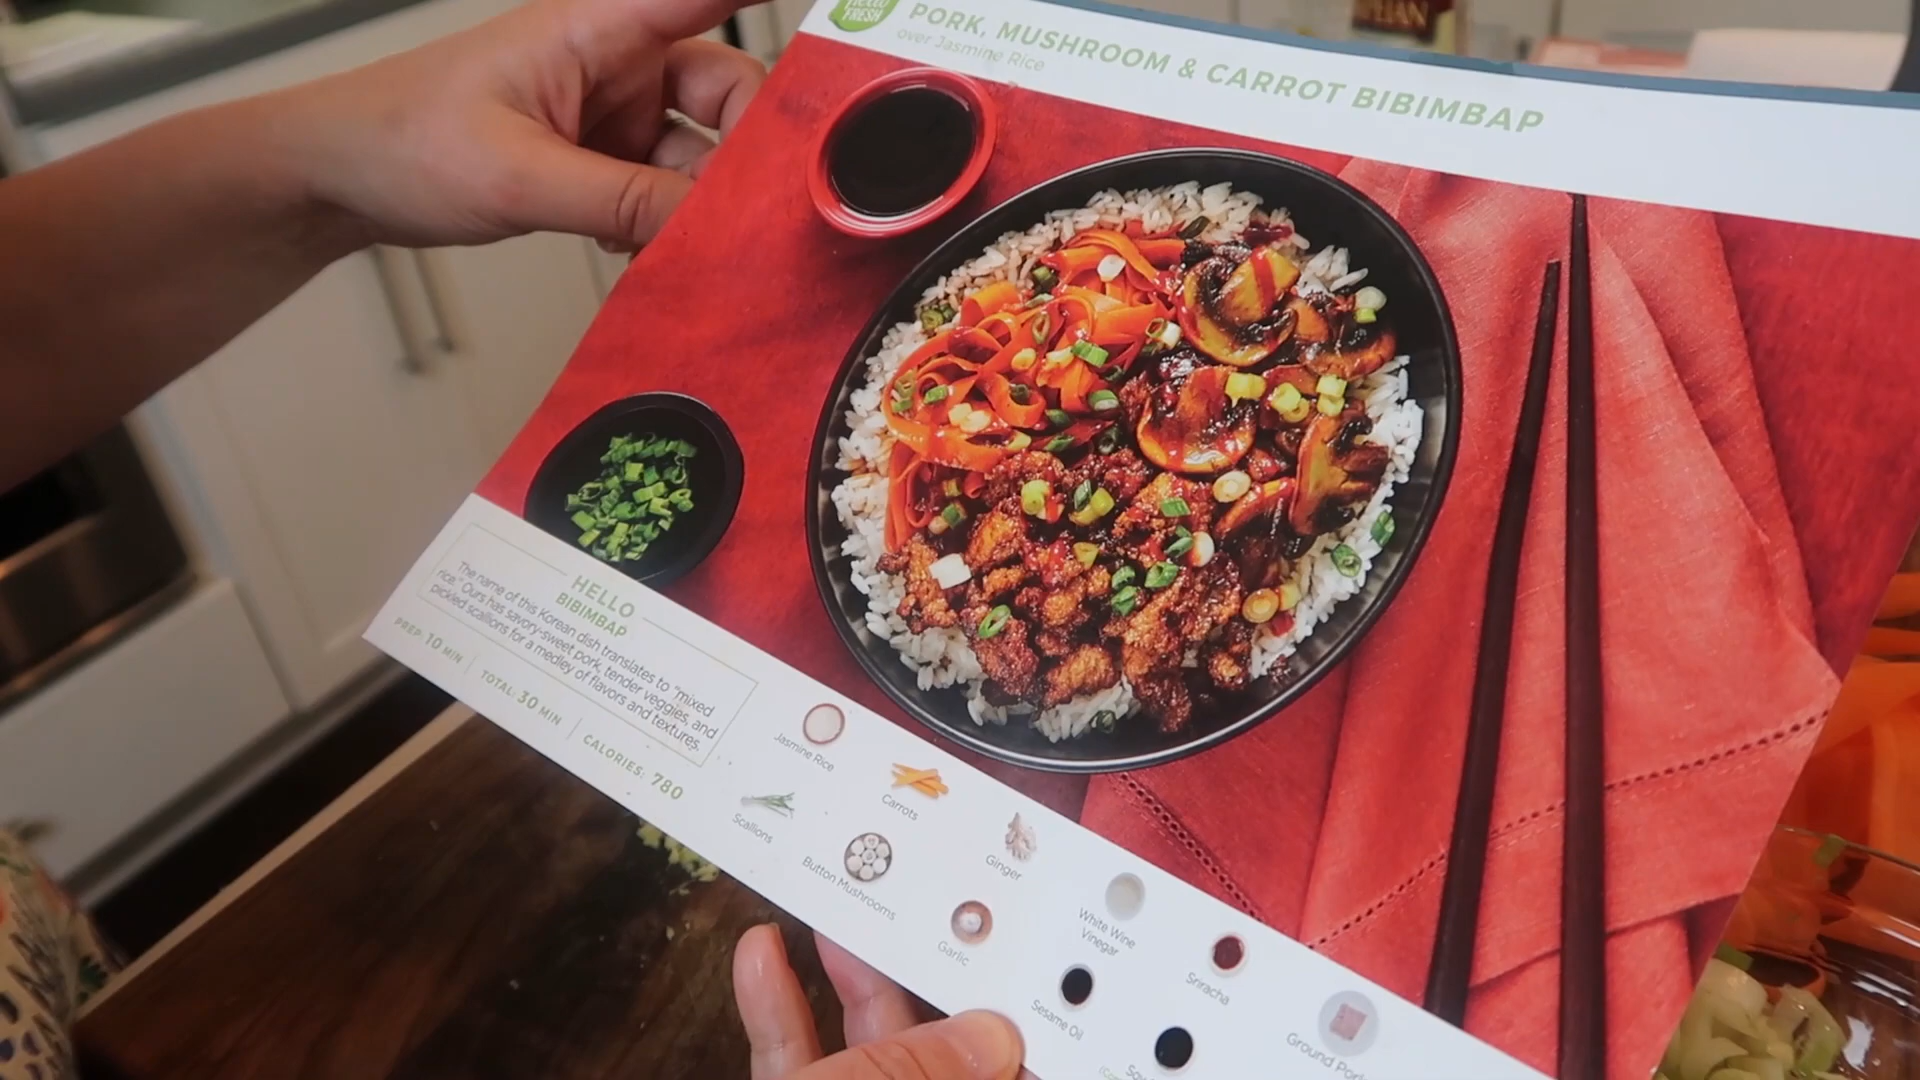 HELLO
FRESH
PORK, MUSHROOM & CARROT BIBIMBAP
over Jasmine Rice
HELLO
BIBIMBAP
The name of this Korean dish translates to "mixed
rice." Ours has savory-sweet pork, tender veggies, and
pickled scallions for a medley of flavors and textures.
PREP: 10 MIN
TOTAL: 30 MIN
CALORIES: 780
Jasmine Rice
Carrots
Ginger
White Wine
Vinegar
Sriracha
Ground Pork
Scallions
Button Mushrooms
Garlic
Sesame Oil